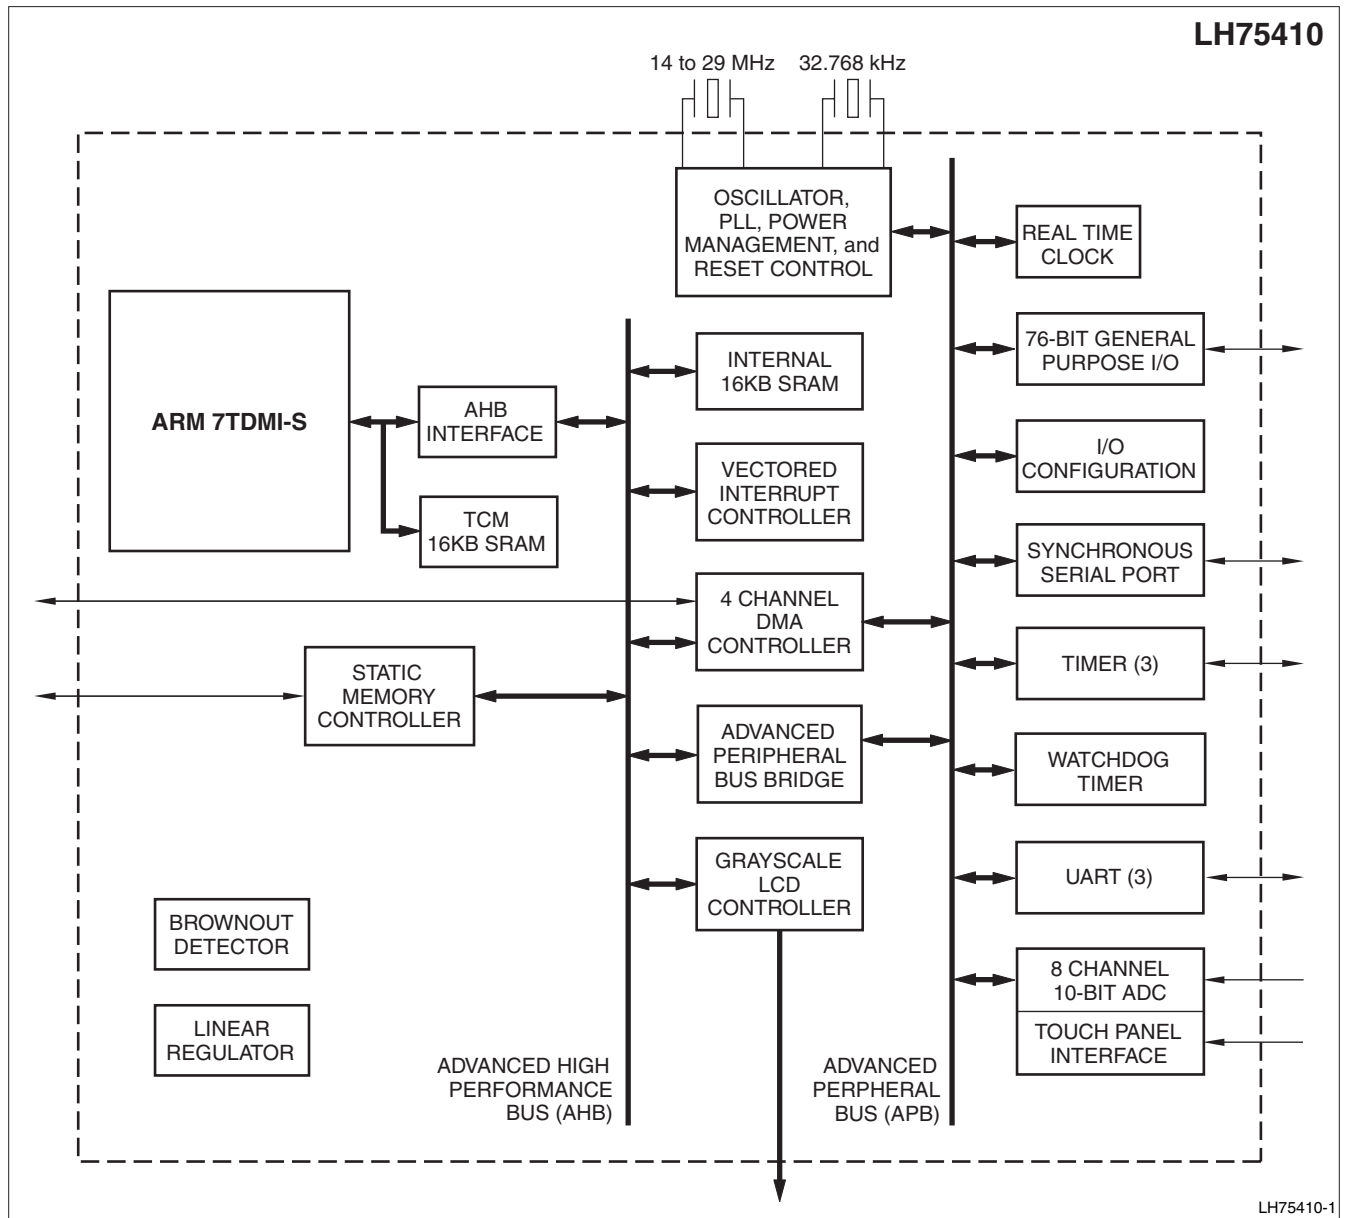 LH75410
14 to 29 MHz
32.768 kHz
OSCILLATOR,
PLL, POWER
MANAGEMENT, and
RESET CONTROL
REAL TIME
CLOCK
ARM 7TDMI-S
AHB
INTERFACE
TCM
16KB SRAM
INTERNAL
16KB SRAM
76-BIT GENERAL
PURPOSE I/O
VECTORED
INTERRUPT
CONTROLLER
I/O
CONFIGURATION
4 CHANNEL
DMA
CONTROLLER
SYNCHRONOUS
SERIAL PORT
STATIC
MEMORY
CONTROLLER
TIMER (3)
ADVANCED
PERIPHERAL
BUS BRIDGE
WATCHDOG
TIMER
GRAYSCALE
LCD
CONTROLLER
UART (3)
BROWNOUT
DETECTOR
8 CHANNEL
10-BIT ADC
LINEAR
REGULATOR
TOUCH PANEL
INTERFACE
ADVANCED HIGH
PERFORMANCE
BUS (AHB)
ADVANCED
PERPHERAL
BUS (APB)
LH75410-1